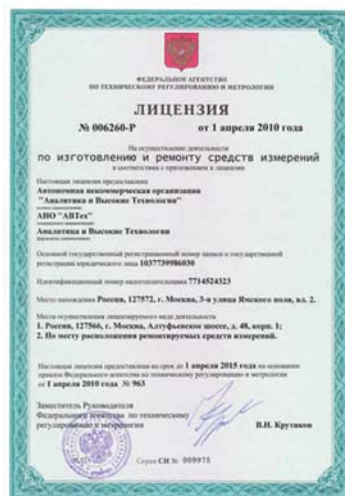 ФЕДЕРАЛЬНОЕ АГЕНТСТВО
ПО ТЕХНИЧЕСКОМУ РЕГУЛИРОВАНИЮ И МЕТРОЛОГИИ
ЛИЦЕНЗИЯ
№ 006260-Р от 1 апреля 2010 года
На осуществление деятельности
по изготовлению и ремонту средств измерений
в соответствии с приложением к лицензии
Настоящая лицензия предоставлена
Автономная некоммерческая организация
"Аналитика и Высокие Технологии"
АНО "АВТех"
Аналитика и Высокие Технологии
Основной государственный регистрационный номер записи о государственной
регистрации юридического лица 1037739986030
Идентификационный номер налогоплательщика 7714524323
Место нахождения Россия, 127572, г. Москва, 3-я улица Ямского поля, вл. 2.
Места осуществления лицензируемого вида деятельности
1. Россия, 127566, г. Москва, Алтуфьевское шоссе, д. 48, корп. 1;
2. По месту расположения ремонтируемых средств измерений.
Настоящая лицензия предоставлена на срок до 1 апреля 2015 года на основании
приказа Федерального агентства по техническому регулированию и метрологии
от 1 апреля 2010 года № 963
Заместитель Руководителя
Федерального агентства по техническому
регулированию и метрологии В.Н. Крутиков
Серия СИ № 009975